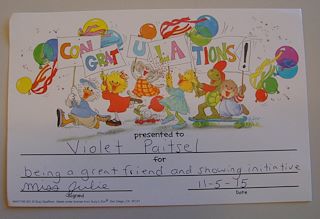 CON
GRAT U LA TIONS!
presented to
Violet Paitsel
for
being a great friend and showing initiative
Miss Julie 11-5-15
Signed Date